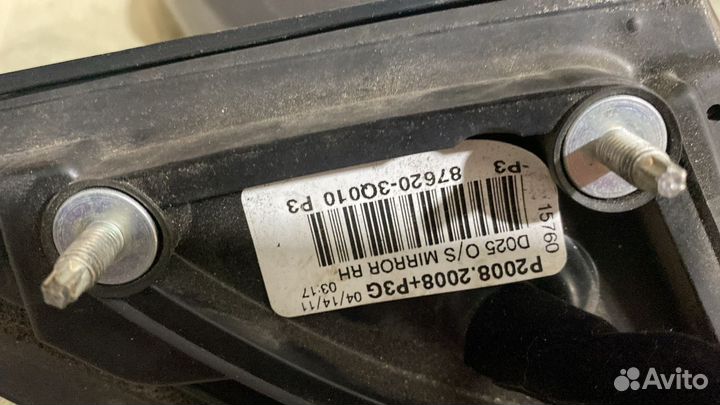 P2008.2008+P3G 04/14/11
03:17
D025 O/S MIRROR RH
15760
87620-3Q010 P3
-P3
Avito